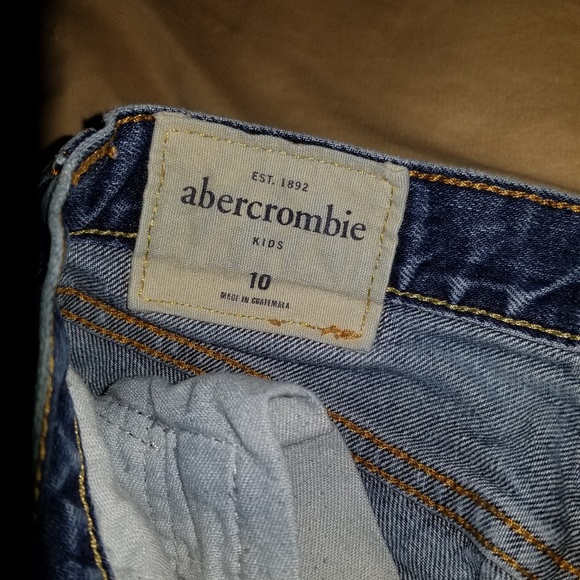 EST. 1892
abercrombie
KIDS
10
MADE IN GUATEMALA